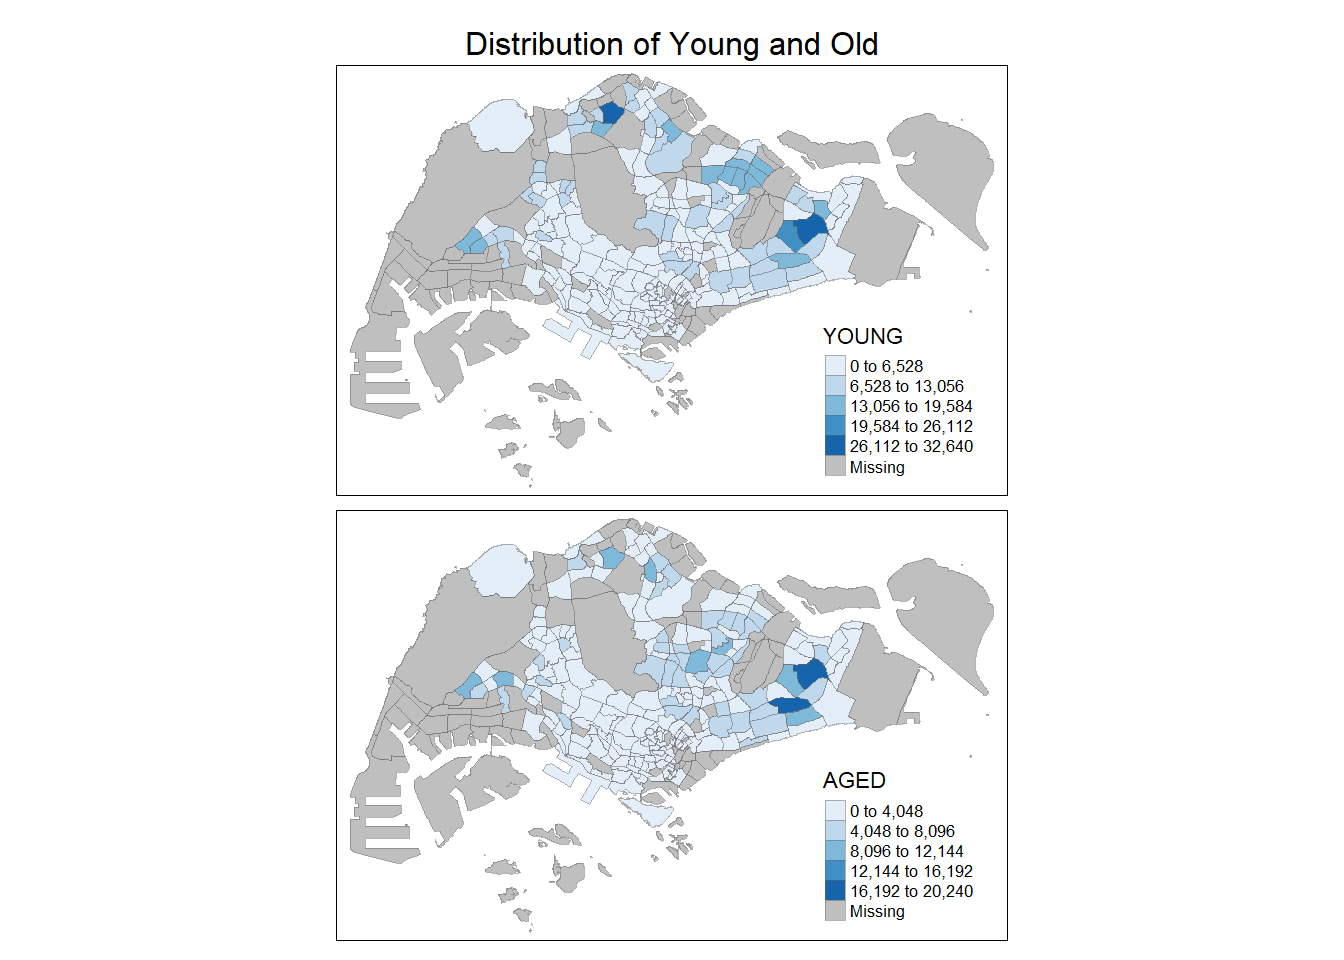 Distribution of Young and Old
YOUNG
0 to 6,528
6,528 to 13,056
13,056 to 19,584
19,584 to 26,112
26,112 to 32,640
Missing
AGED
0 to 4,048
4,048 to 8,096
8,096 to 12,144
12,144 to 16,192
16,192 to 20,240
Missing